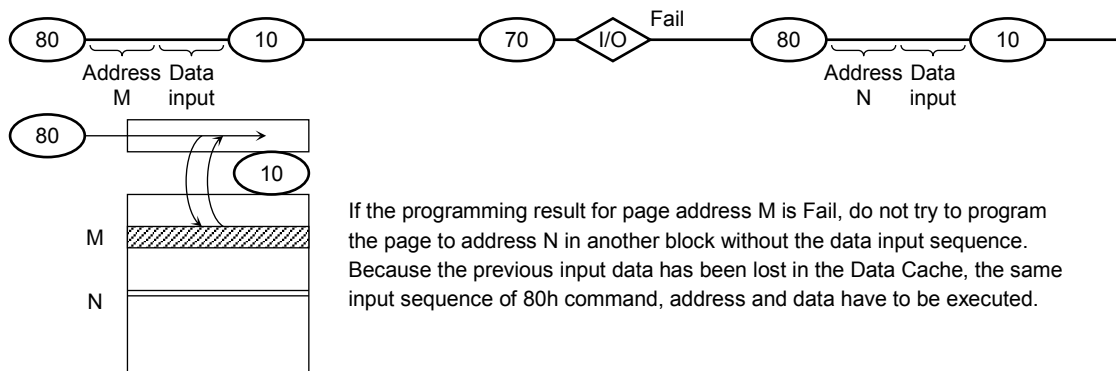 Fail
80 10 70 I/O 80 10
Address Data Address Data
M input N input
80
10
If the programming result for page address M is Fail, do not try to program
M
the page to address N in another block without the data input sequence.
Because the previous input data has been lost in the Data Cache, the same
N
input sequence of 80h command, address and data have to be executed.